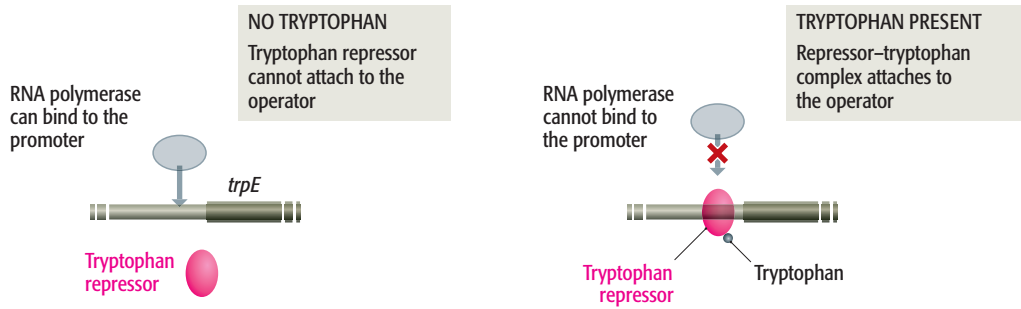 NO TRYPTOPHAN
Tryptophan repressor
cannot attach to the
operator
RNA polymerase
can bind to the
promoter
trpE
Tryptophan
repressor
TRYPTOPHAN PRESENT
Repressor–tryptophan
complex attaches to
the operator
RNA polymerase
cannot bind to
the promoter
Tryptophan
repressor
Tryptophan